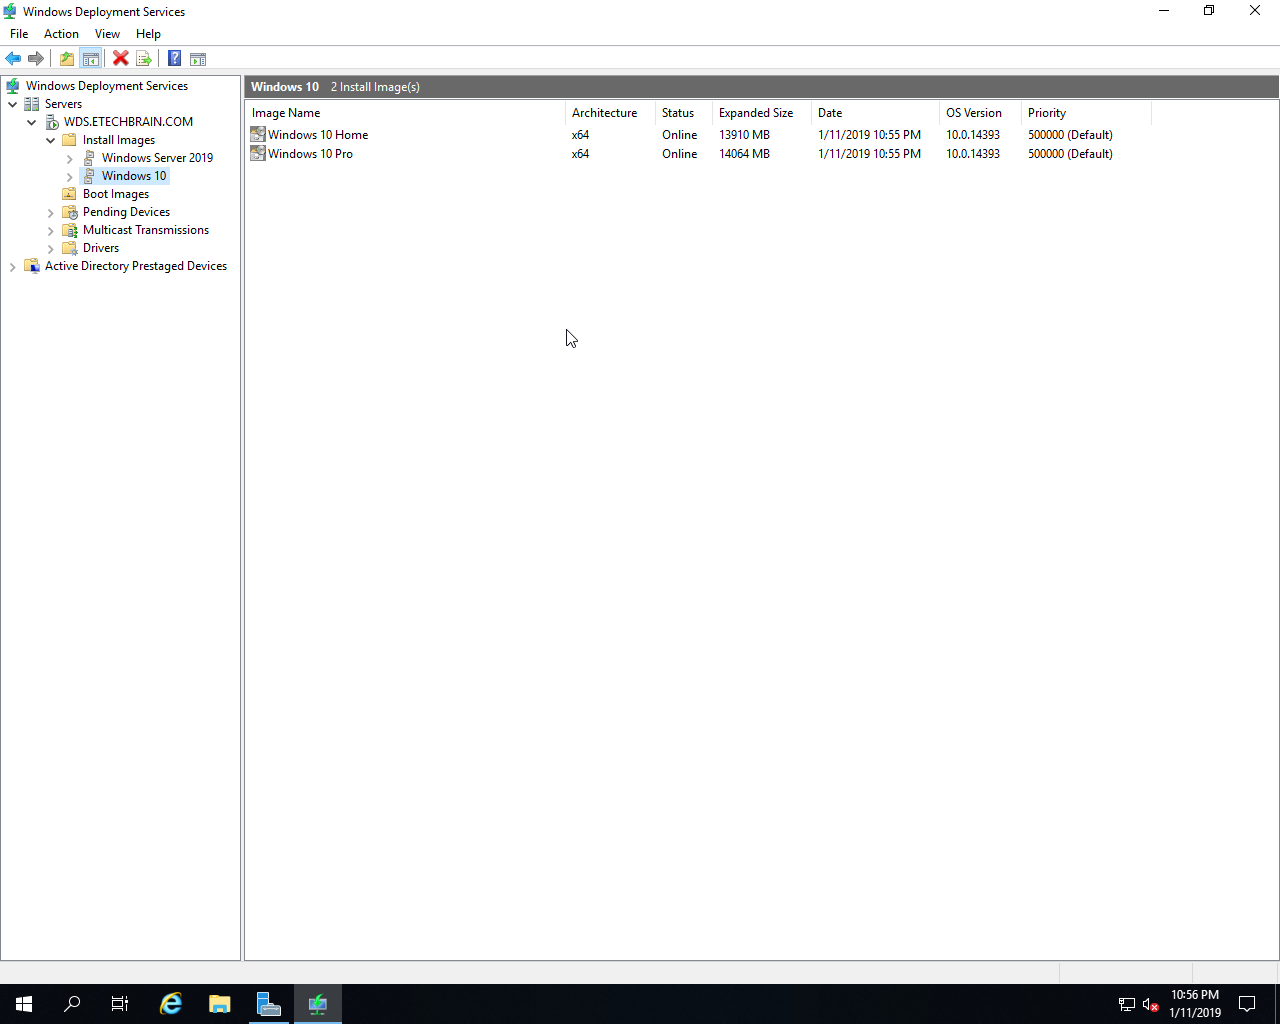 Windows Deployment Services
File Action View Help
Windows Deployment Services
Servers
WDS.ETECHBRAIN.COM
Install Images
Windows Server 2019
Windows 10
Boot Images
Pending Devices
Multicast Transmissions
Drivers
Active Directory Prestaged Devices
Windows 10 2 Install Image(s)
Image Name Architecture Status Expanded Size Date OS Version Priority
Windows 10 Home x64 Online 13910 MB 1/11/2019 10:55 PM 10.0.14393 500000 (Default)
Windows 10 Pro x64 Online 14064 MB 1/11/2019 10:55 PM 10.0.14393 500000 (Default)
10:56 PM
1/11/2019